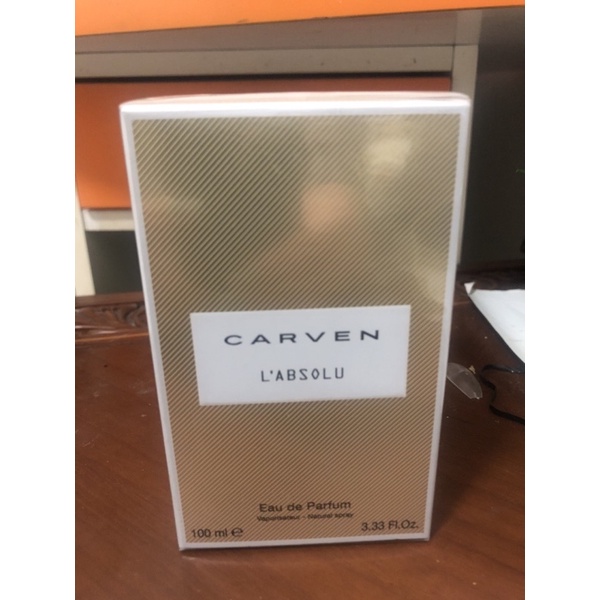 CARVEN
L'ABSOLU
Eau de Parfum
Vaporisateur - Natural spray
100 ml e 3.33 Fl.Oz.